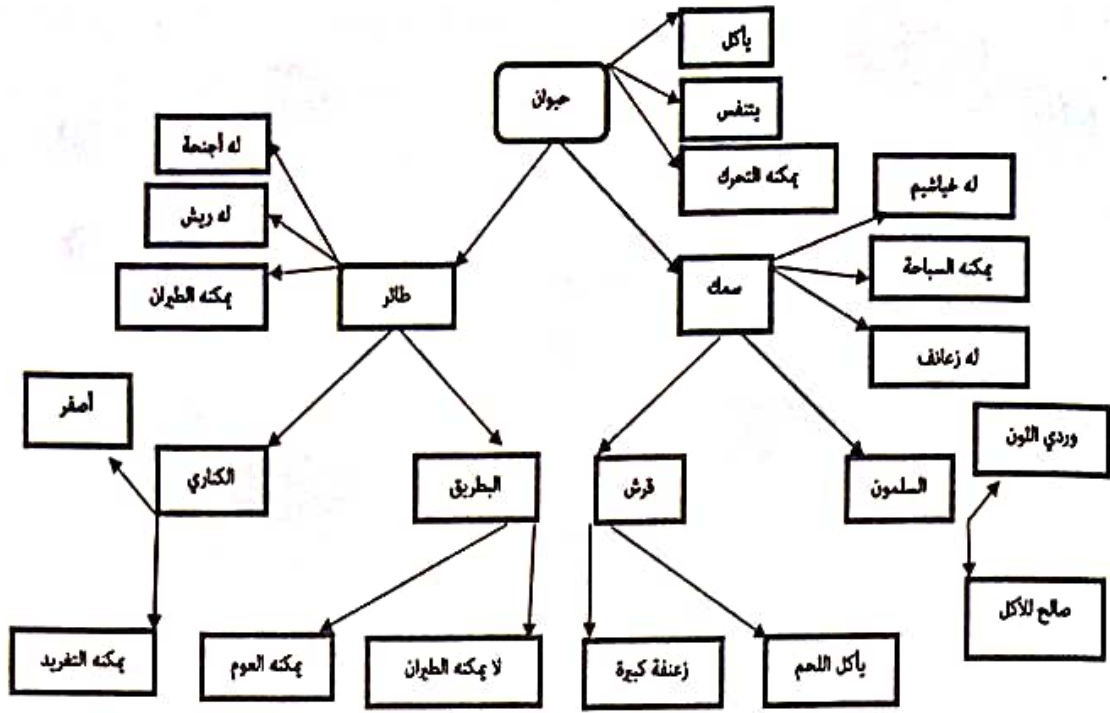 يأكل
حيوان
يتنفس
يمكنه التحرك
له أجنحة
له ريش
يمكنه الطيران
طائر
له خياشيم
يمكنه السباحة
سمك
له زعانف
أصفر
الكناري
البطريق
قرش
السلمون
وردي اللون
صالح للأكل
يمكنه التغريد
يمكنه العوم
لا يمكنه الطيران
زعنفة كبيرة
يأكل اللحم